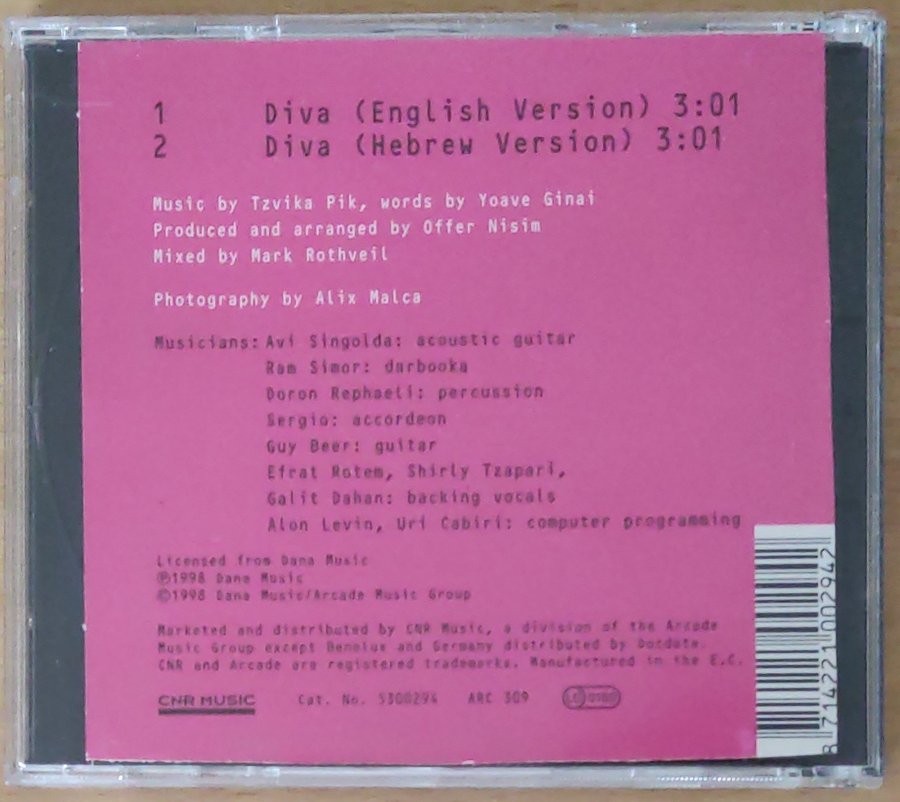 1 Diva (English Version) 3:01
2 Diva (Hebrew Version) 3:01
Music by Tzvika Pik, words by Yoave Ginai
Produced and arranged by Offer Nisim
Mixed by Mark Rothveil
Photography by Alix Malca
Musicians: Avi Singolda: acoustic guitar
Ram Simor: darbooka
Doron Raphaeli: percussion
Sergio: accordeon
Guy Beer: guitar
Efrat Rotem, Shirly Tzapari,
Galit Dahan: backing vocals
Alon Levin, Uri Cabiri: computer programming
Licensed from Dana Music
℗1998 Dana Music
©1998 Dana Music/Arcade Music Group
Marketed and distributed by CNR Music, a division of the Arcade
Music Group except Benelux and Germany distributed by Docdata.
CNR and Arcade are registered trademarks. Manufactured in the E.C.
CNR MUSIC Cat. No. 5300294 ARC 309
8 714221 002942